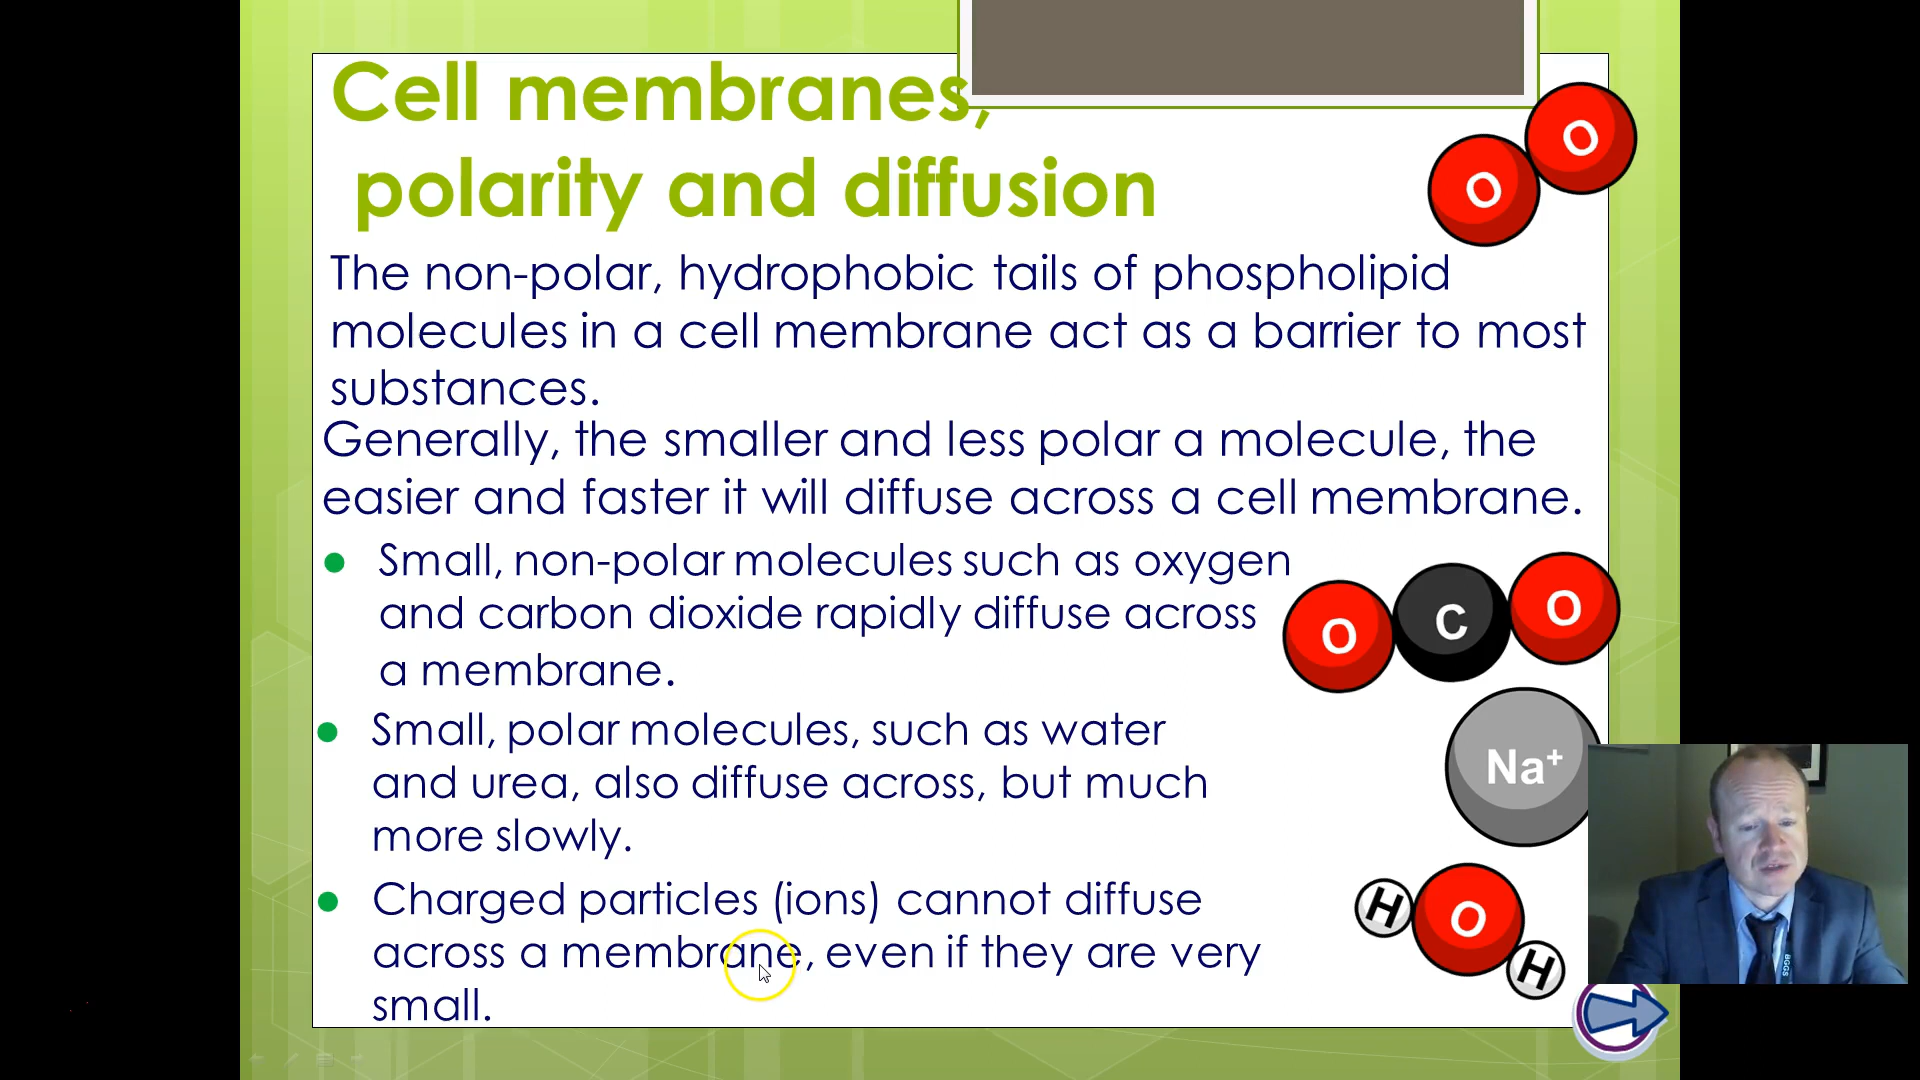 Cell membranes,
polarity and diffusion
O
O
The non-polar, hydrophobic tails of phospholipid
molecules in a cell membrane act as a barrier to most
substances.
Generally, the smaller and less polar a molecule, the
easier and faster it will diffuse across a cell membrane.
Small, non-polar molecules such as oxygen
and carbon dioxide rapidly diffuse across
a membrane.
O C O
Small, polar molecules, such as water
and urea, also diffuse across, but much
more slowly.
Na⁺
Charged particles (ions) cannot diffuse
across a membrane, even if they are very
small.
H O
H
BGGS